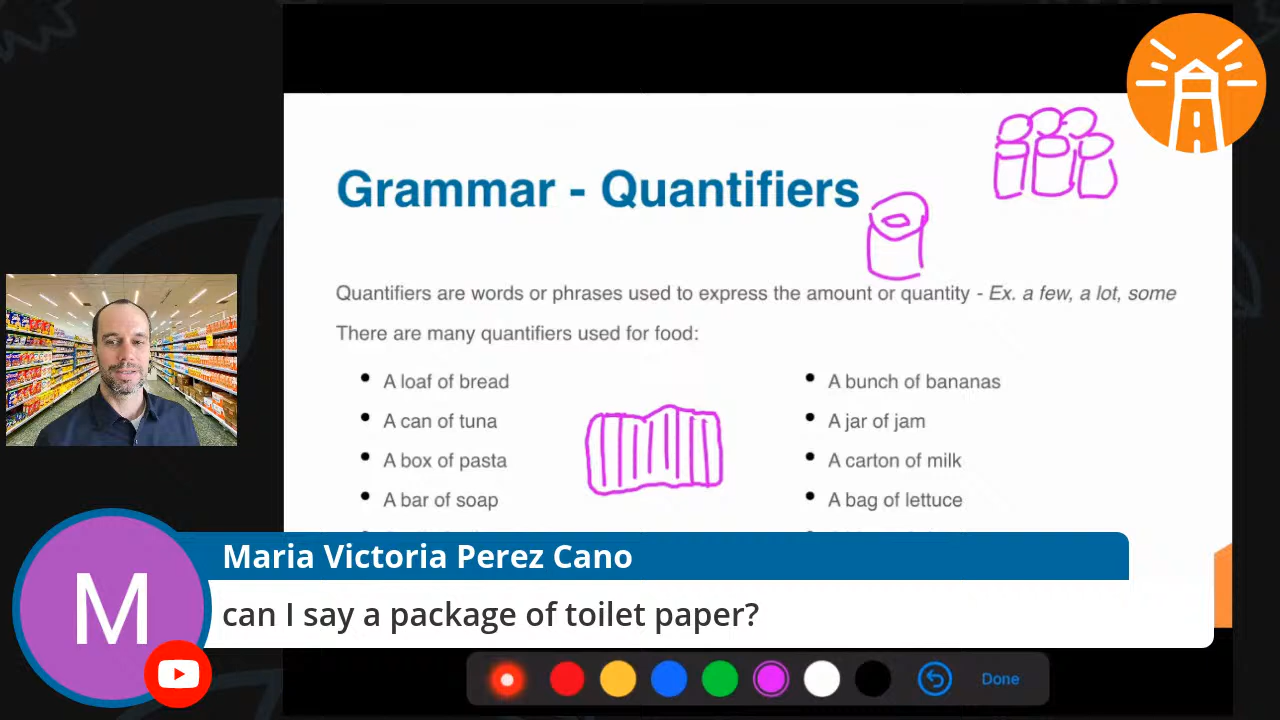 Grammar - Quantifiers
Quantifiers are words or phrases used to express the amount or quantity - Ex. a few, a lot, some
There are many quantifiers used for food:
A loaf of bread
A can of tuna
A box of pasta
A bar of soap
A bunch of bananas
A jar of jam
A carton of milk
A bag of lettuce
M
Maria Victoria Perez Cano
can I say a package of toilet paper?
Done